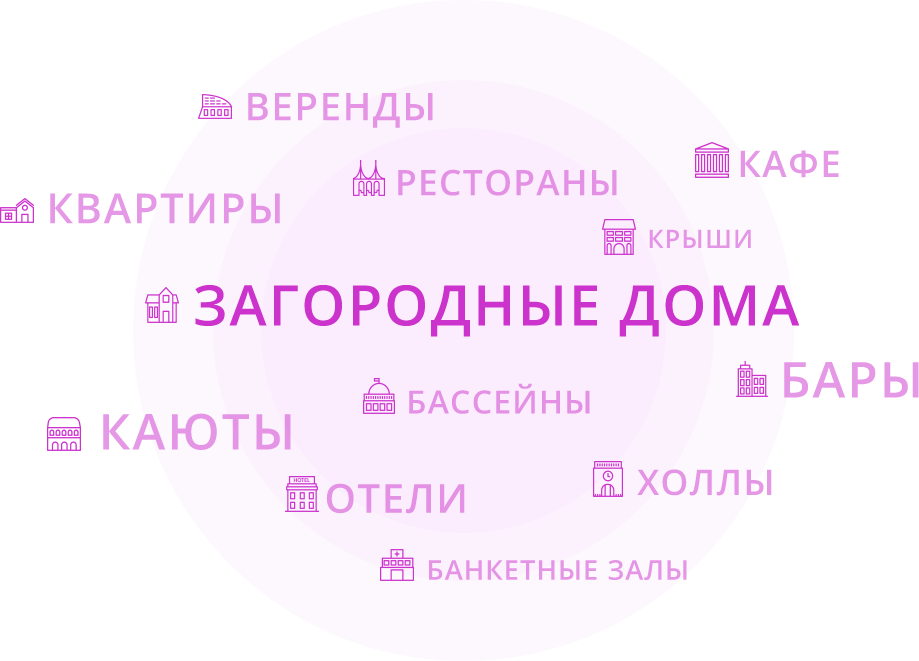 ВЕРЕНДЫ
КАФЕ
РЕСТОРАНЫ
КВАРТИРЫ
КРЫШИ
ЗАГОРОДНЫЕ ДОМА
БАРЫ
БАССЕЙНЫ
КАЮТЫ
ХОЛЛЫ
HOTEL
ОТЕЛИ
БАНКЕТНЫЕ ЗАЛЫ